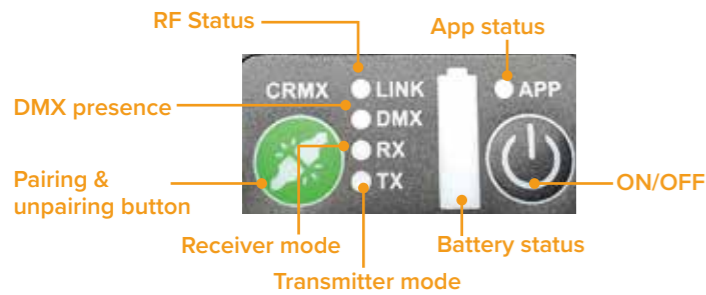 RF Status
App status
CRMX
LINK
APP
DMX presence
DMX
RX
Pairing &
unpairing button
TX
ON/OFF
Receiver mode
Battery status
Transmitter mode